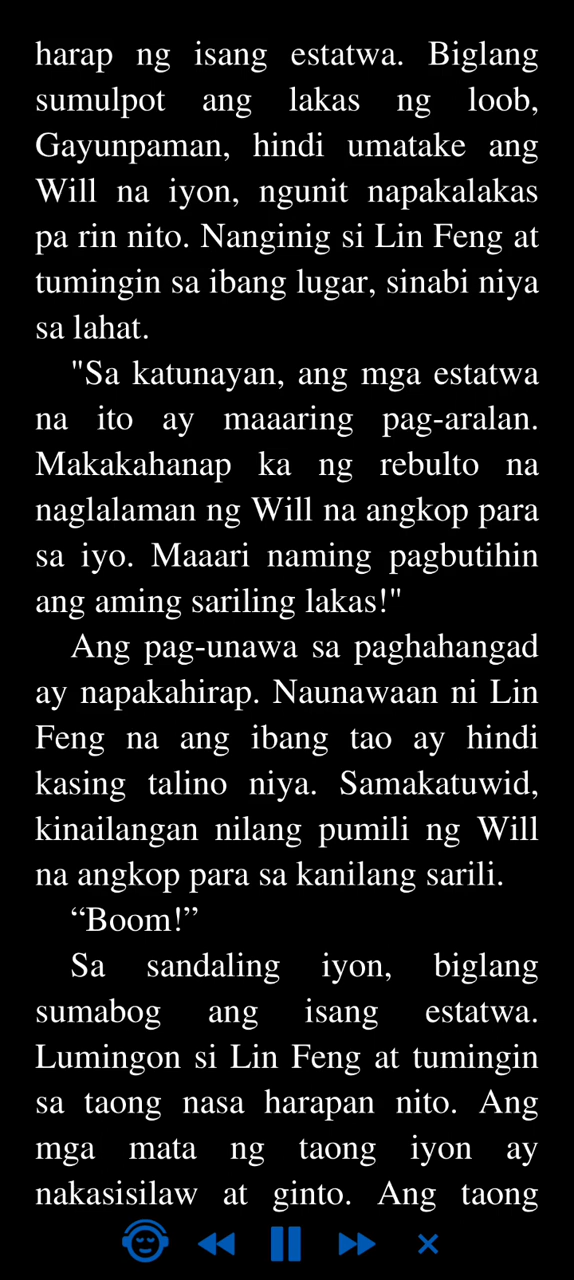 harap ng isang estatwa. Biglang
sumulpot ang lakas ng loob,
Gayunpaman, hindi umatake ang
Will na iyon, ngunit napakalakas
pa rin nito. Nanginig si Lin Feng at
tumingin sa ibang lugar, sinabi niya
sa lahat.
"Sa katunayan, ang mga estatwa
na ito ay maaaring pag-aralan.
Makakahanap ka ng rebulto na
naglalaman ng Will na angkop para
sa iyo. Maaari naming pagbutihin
ang aming sariling lakas!"
Ang pag-unawa sa paghahangad
ay napakahirap. Naunawaan ni Lin
Feng na ang ibang tao ay hindi
kasing talino niya. Samakatuwid,
kinailangan nilang pumili ng Will
na angkop para sa kanilang sarili.
“Boom!”
Sa sandaling iyon, biglang
sumabog ang isang estatwa.
Lumingon si Lin Feng at tumingin
sa taong nasa harapan nito. Ang
mga mata ng taong iyon ay
nakasisilaw at ginto. Ang taong